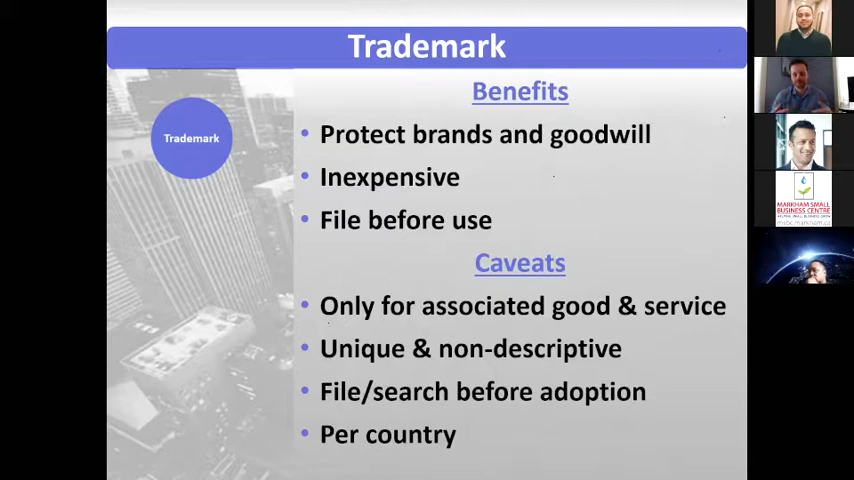 Trademark
Trademark
Benefits
• Protect brands and goodwill
• Inexpensive
• File before use
Caveats
• Only for associated good & service
• Unique & non-descriptive
• File/search before adoption
• Per country
MARKHAM SMALL
BUSINESS CENTRE